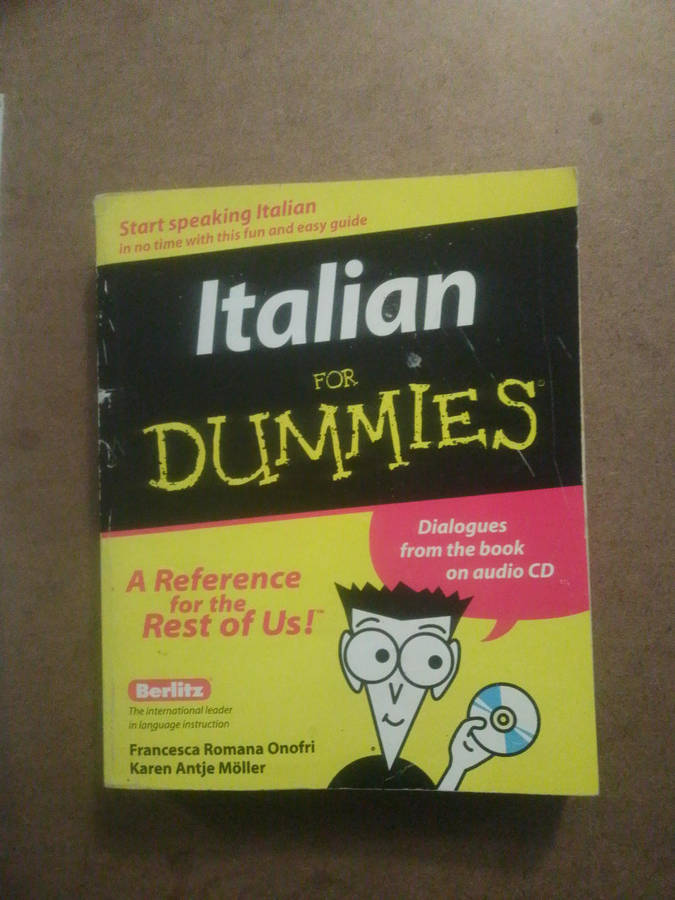 Start speaking Italian
in no time with this fun and easy guide
Italian
FOR
DUMMIES®
Dialogues
from the book
on audio CD
A Reference
for the
Rest of Us!™
Berlitz
The international leader
in language instruction
Francesca Romana Onofri
Karen Antje Möller